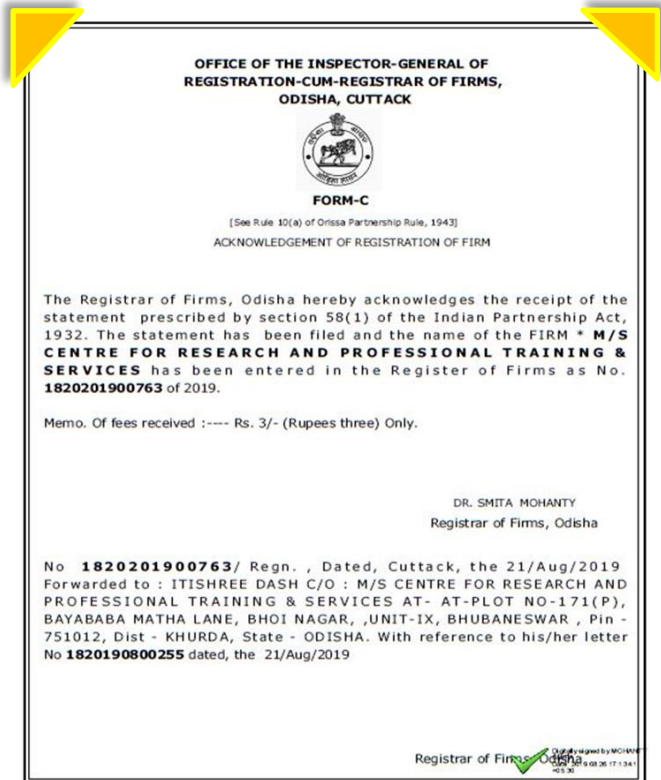 OFFICE OF THE INSPECTOR-GENERAL OF
REGISTRATION-CUM-REGISTRAR OF FIRMS,
ODISHA, CUTTACK
FORM-C
[See Rule 10(a) of Orissa Partnership Rule, 1943]
ACKNOWLEDGEMENT OF REGISTRATION OF FIRM
The Registrar of Firms, Odisha hereby acknowledges the receipt of the
statement prescribed by section 58(1) of the Indian Partnership Act,
1932. The statement has been filed and the name of the FIRM * M/S
CENTRE FOR RESEARCH AND PROFESSIONAL TRAINING &
SERVICES has been entered in the Register of Firms as No.
1820201900763 of 2019.
Memo. Of fees received :---- Rs. 3/- (Rupees three) Only.
DR. SMITA MOHANTY
Registrar of Firms, Odisha
No 1820201900763/ Regn. , Dated, Cuttack, the 21/Aug/2019
Forwarded to : ITISHREE DASH C/O : M/S CENTRE FOR RESEARCH AND
PROFESSIONAL TRAINING & SERVICES AT- AT-PLOT NO-171(P),
BAYABABA MATHA LANE, BHOI NAGAR, ,UNIT-IX, BHUBANESWAR , Pin -
751012, Dist - KHURDA, State - ODISHA. With reference to his/her letter
No 1820190800255 dated, the 21/Aug/2019
Registrar of Firms, Odisha
Digitally signed by MOHANTY